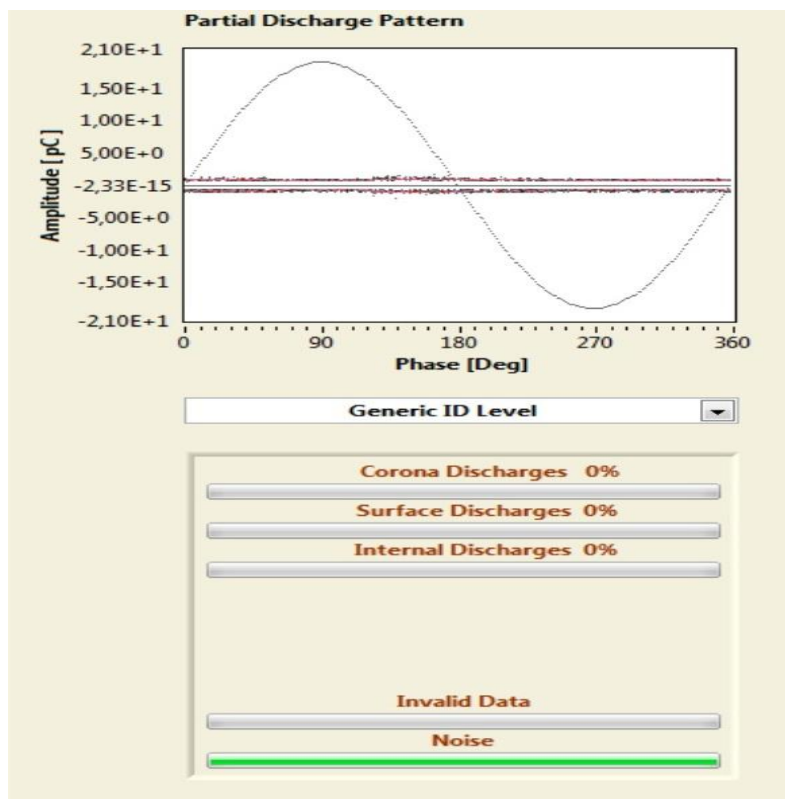 Partial Discharge Pattern
2,10E+1
1,50E+1
1,00E+1
5,00E+0
-2,33E-15
-5,00E+0
-1,00E+1
-1,50E+1
-2,10E+1
Amplitude [pC]
0 90 180 270 360
Phase [Deg]
Generic ID Level
Corona Discharges 0%
Surface Discharges 0%
Internal Discharges 0%
Invalid Data
Noise